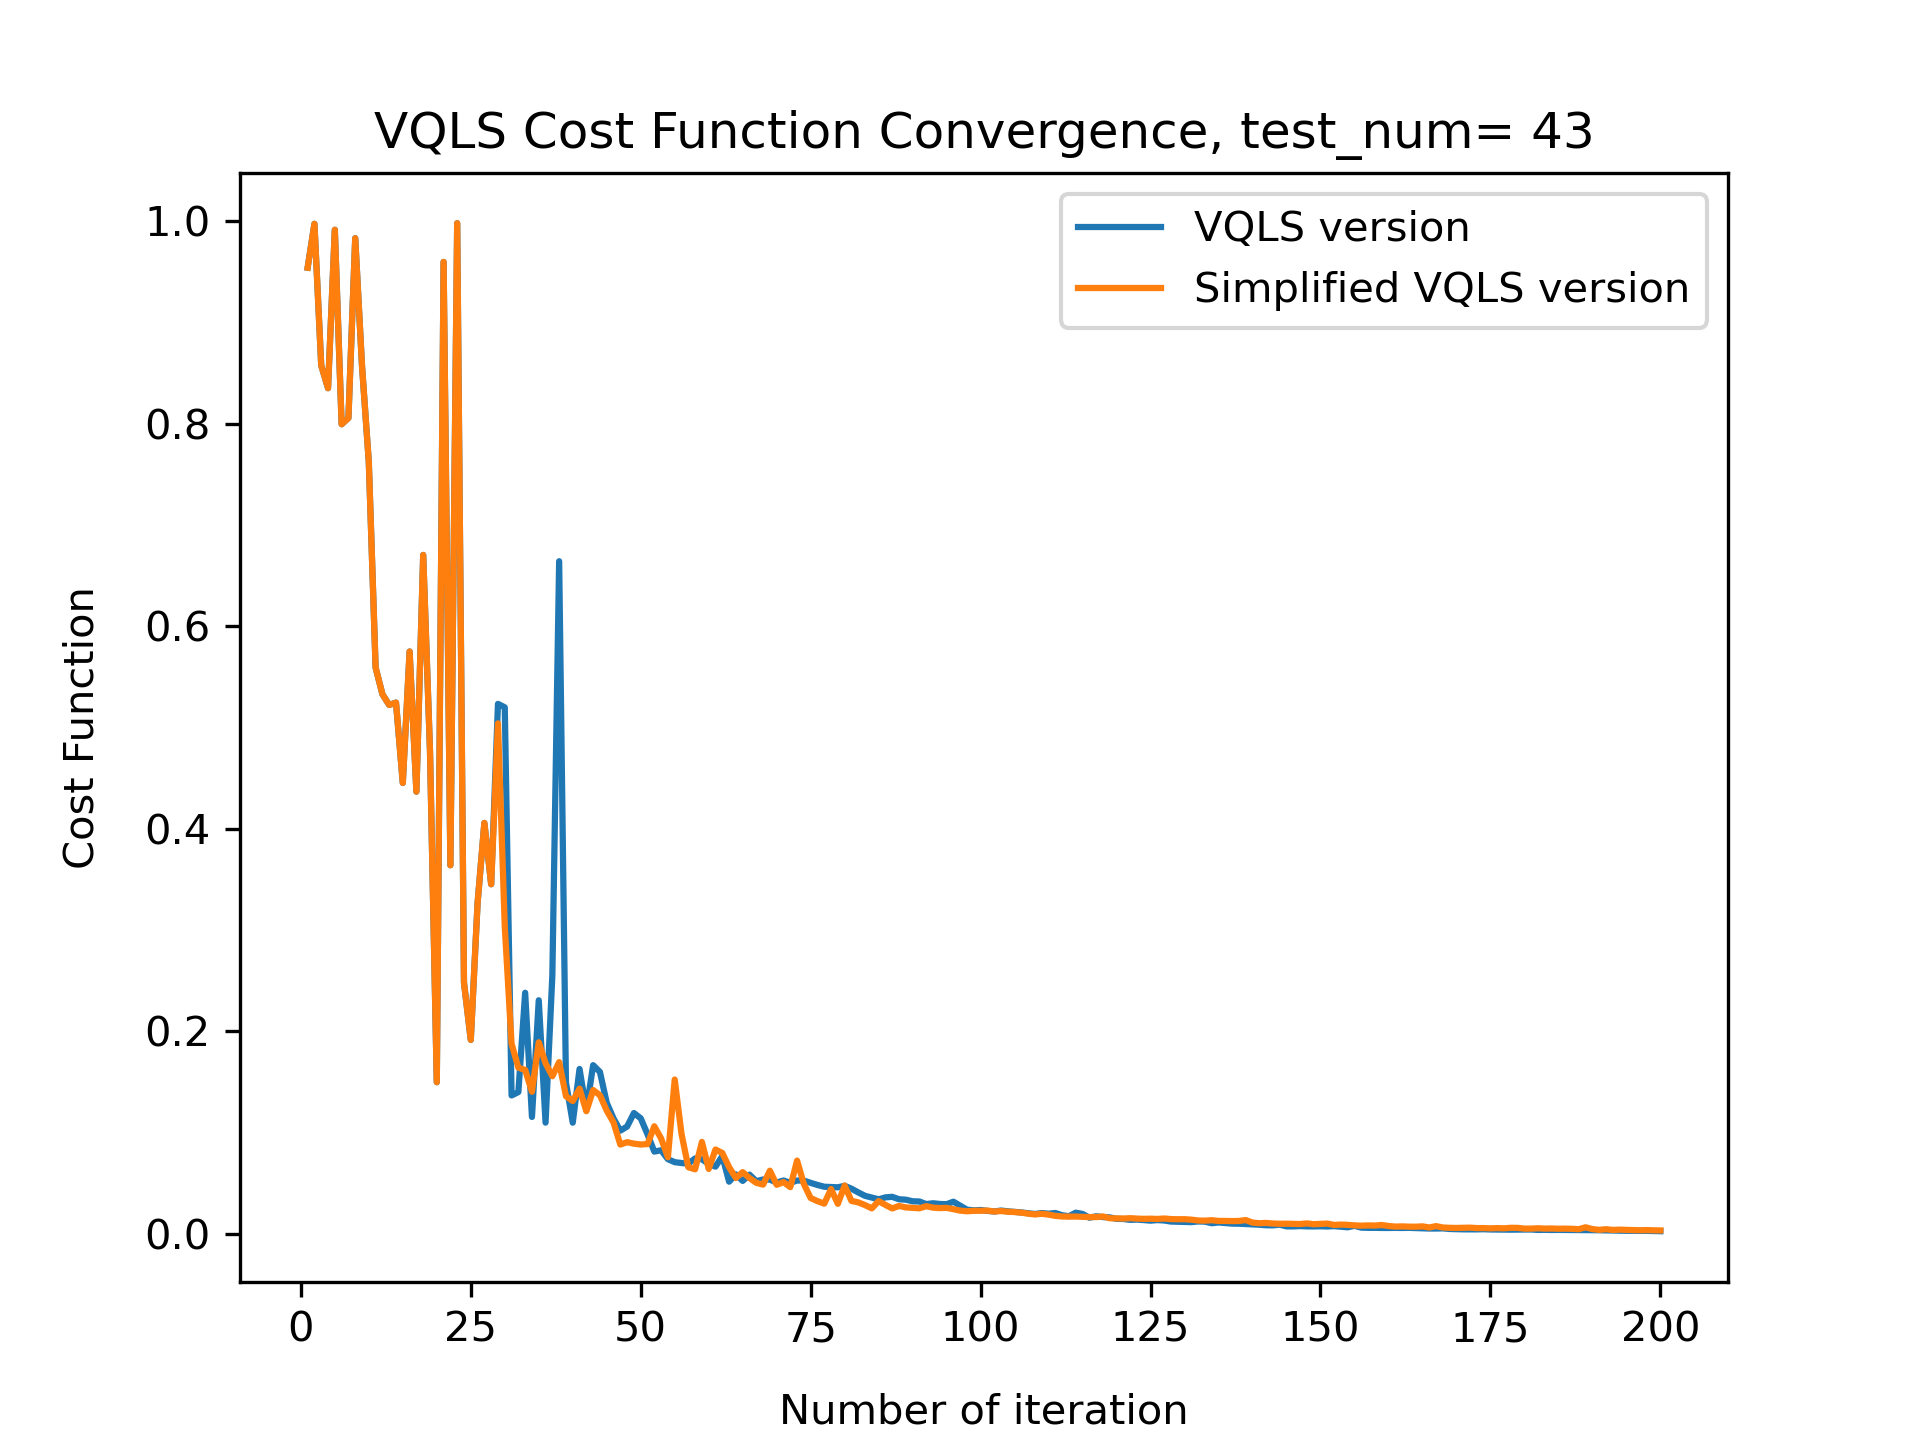 VQLS Cost Function Convergence, test_num= 43
VQLS version
Simplified VQLS version
1.0
0.8
0.6
0.4
0.2
0.0
Cost Function
0 25 50 75 100 125 150 175 200
Number of iteration